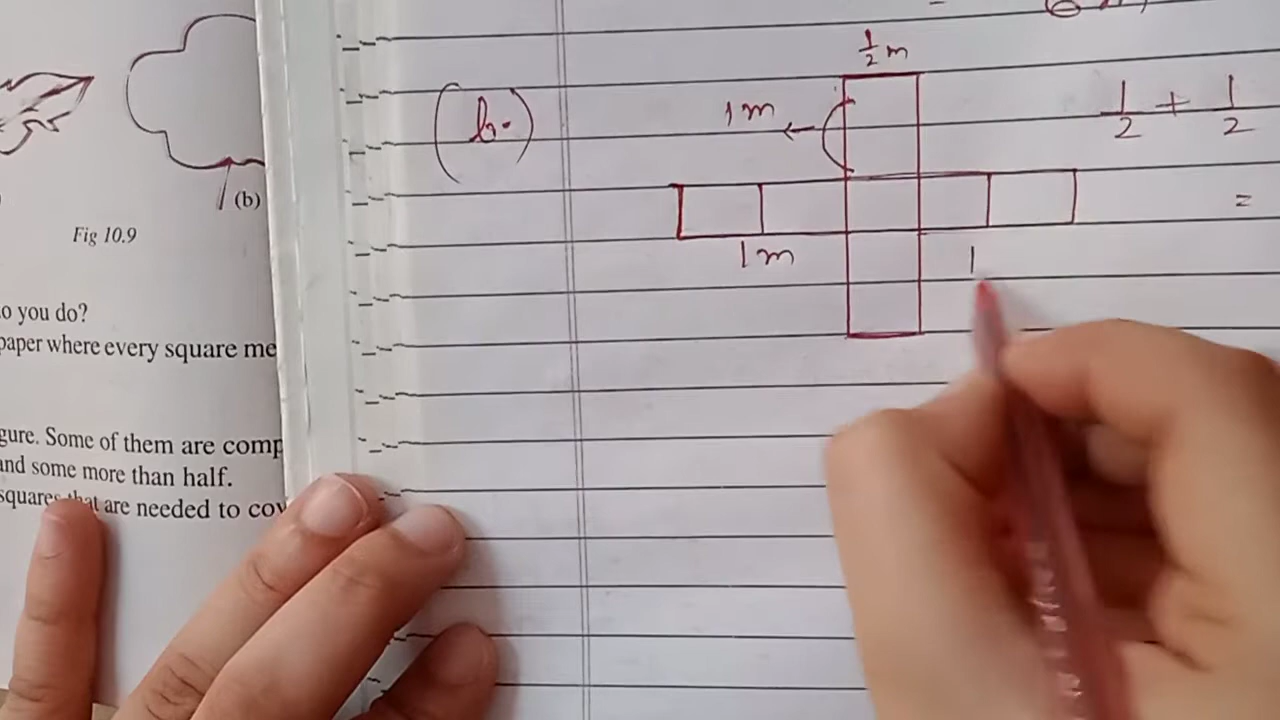 (b)
Fig 10.9
o you do?
paper where every square me
gure. Some of them are comp
and some more than half.
squares that are needed to cov
(b.)
1/2 m
1 m
1 m
1
1/2 + 1/2
=